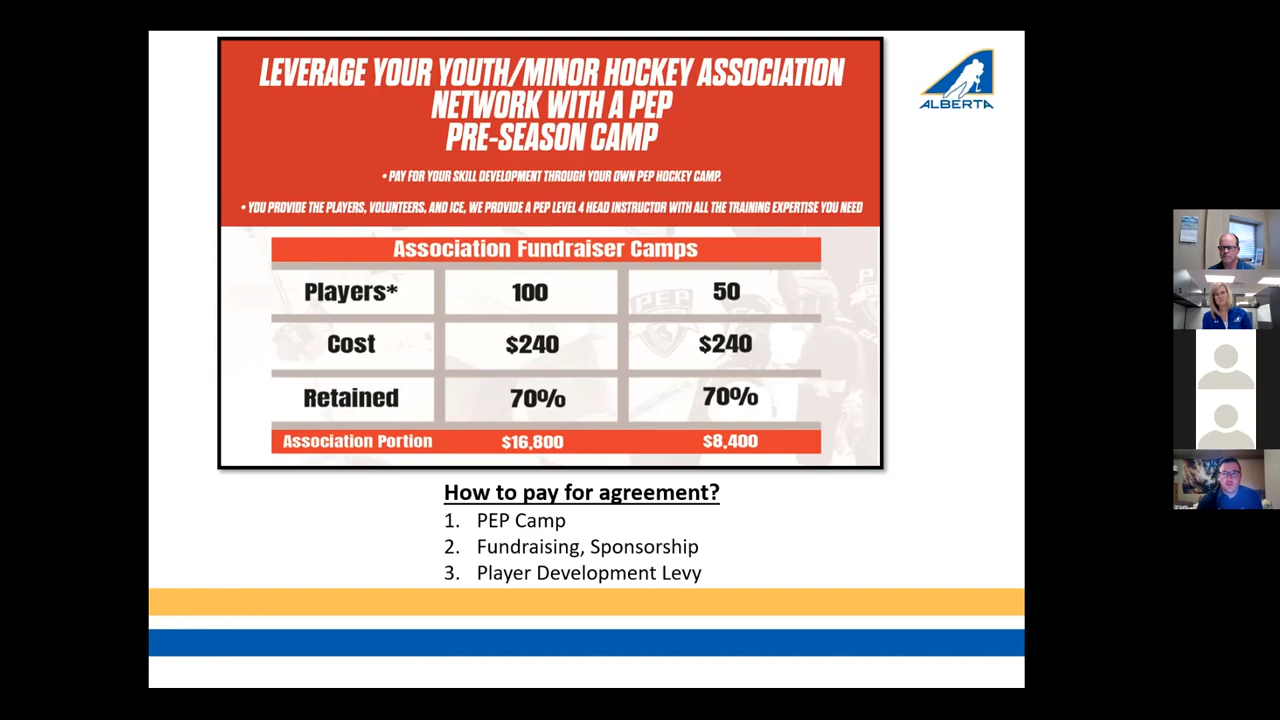 LEVERAGE YOUR YOUTH/MINOR HOCKEY ASSOCIATION
NETWORK WITH A PEP
PRE-SEASON CAMP
• PAY FOR YOUR SKILL DEVELOPMENT THROUGH YOUR OWN PEP HOCKEY CAMP.
• YOU PROVIDE THE PLAYERS, VOLUNTEERS, AND ICE, WE PROVIDE A PEP LEVEL 4 HEAD INSTRUCTOR WITH ALL THE TRAINING EXPERTISE YOU NEED
ALBERTA
Association Fundraiser Camps
Players* 100 50
PEP
Cost $240 $240
Retained 70% 70%
Association Portion $16,800 $8,400
How to pay for agreement?
1. PEP Camp
2. Fundraising, Sponsorship
3. Player Development Levy